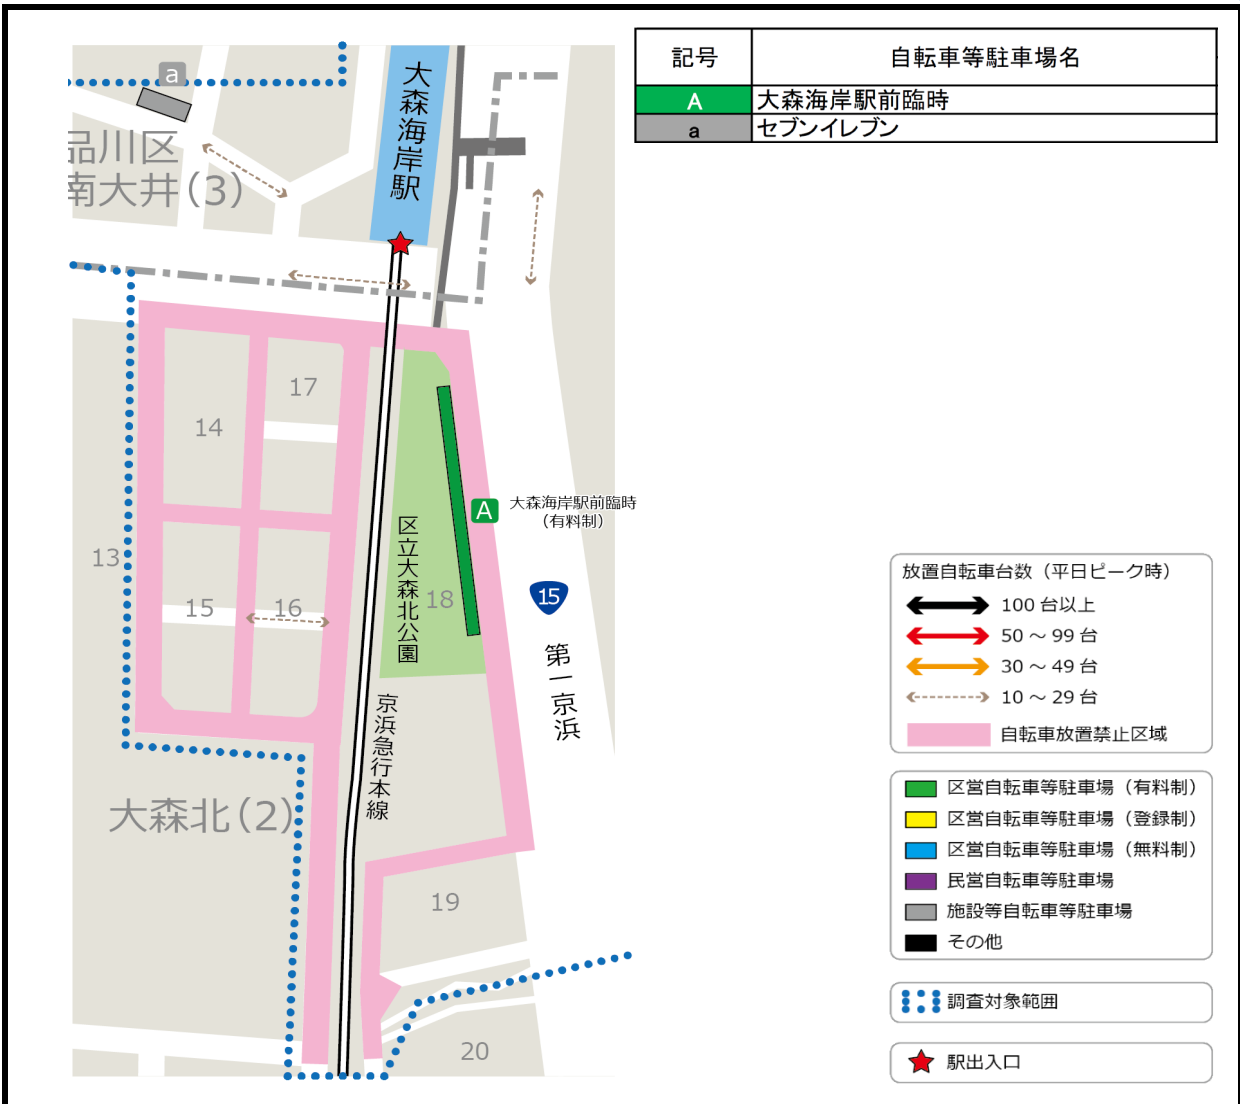 記号 自転車等駐車場名
A 大森海岸駅前臨時
a セブンイレブン
a
大森海岸駅
品川区
南大井(3)
17
14
A
大森海岸駅前臨時
（有料制）
区立大森北公園
13
15
16
18
15
第一京浜
京浜急行本線
大森北(2)
19
20
放置自転車台数（平日ピーク時）
100 台以上
50 ～ 99 台
30 ～ 49 台
10 ～ 29 台
自転車放置禁止区域
区営自転車等駐車場（有料制）
区営自転車等駐車場（登録制）
区営自転車等駐車場（無料制）
民営自転車等駐車場
施設等自転車等駐車場
その他
調査対象範囲
駅出入口